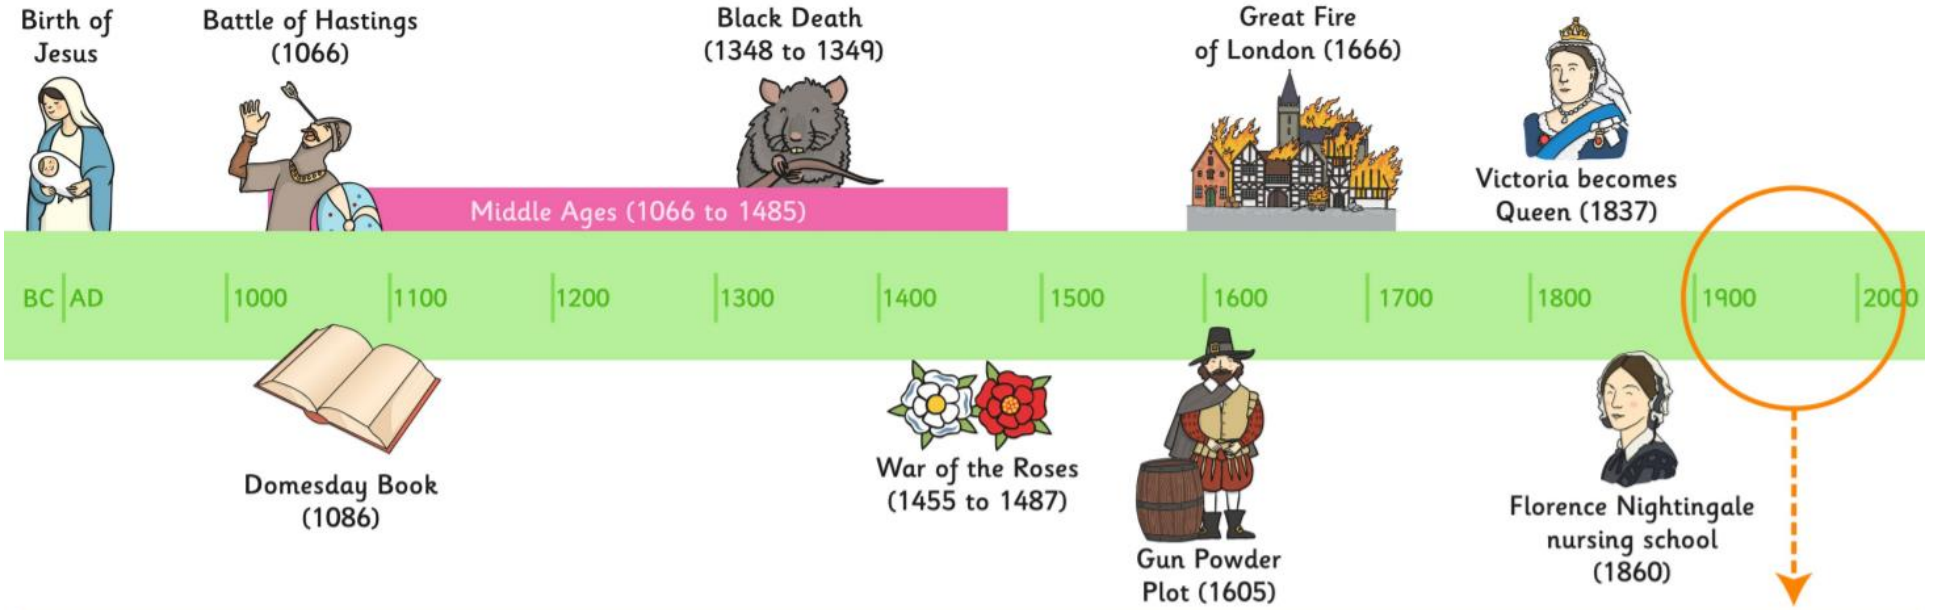 Birth of
Jesus
Battle of Hastings
(1066)
Black Death
(1348 to 1349)
Great Fire
of London (1666)
Victoria becomes
Queen (1837)
Middle Ages (1066 to 1485)
BC AD 1000 1100 1200 1300 1400 1500 1600 1700 1800 1900 2000
Domesday Book
(1086)
War of the Roses
(1455 to 1487)
Gun Powder
Plot (1605)
Florence Nightingale
nursing school
(1860)